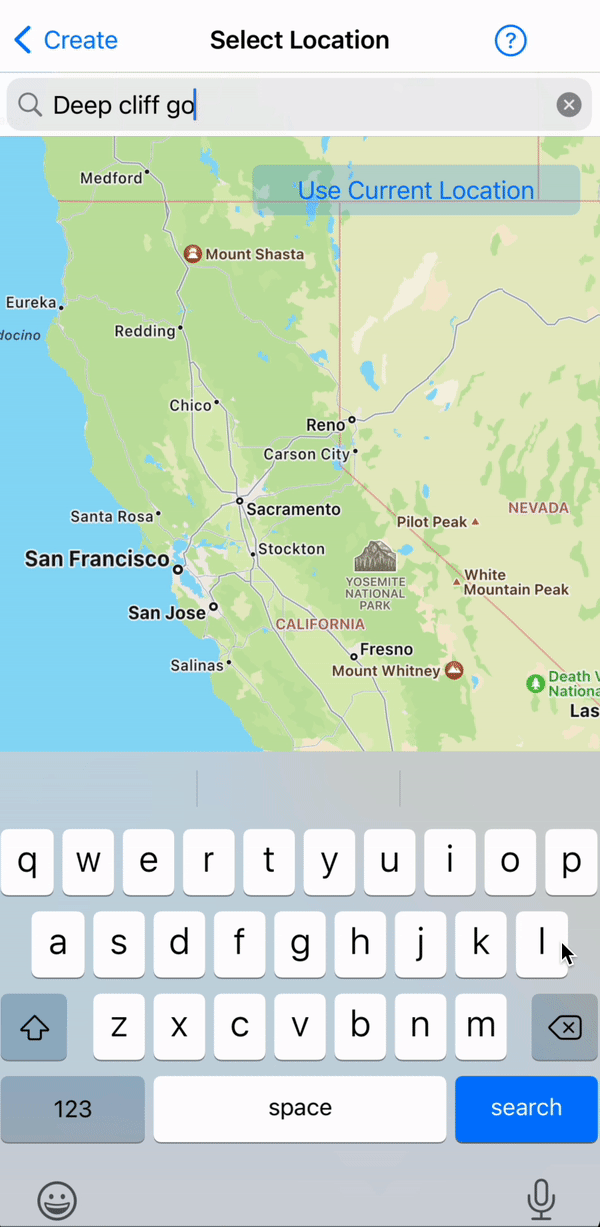 Create
Select Location
?
Deep cliff go
Use Current Location
Medford
Mount Shasta
Eureka
docino
Redding
Chico
Reno
Carson City
Sacramento
Santa Rosa
Pilot Peak
NEVADA
San Francisco
Stockton
YOSEMITE
NATIONAL
PARK
White
Mountain Peak
San Jose
CALIFORNIA
Fresno
Salinas
Mount Whitney
Death V
Nationa
Las
q w e r t y u i o p
a s d f g h j k l
z x c v b n m
123 space search